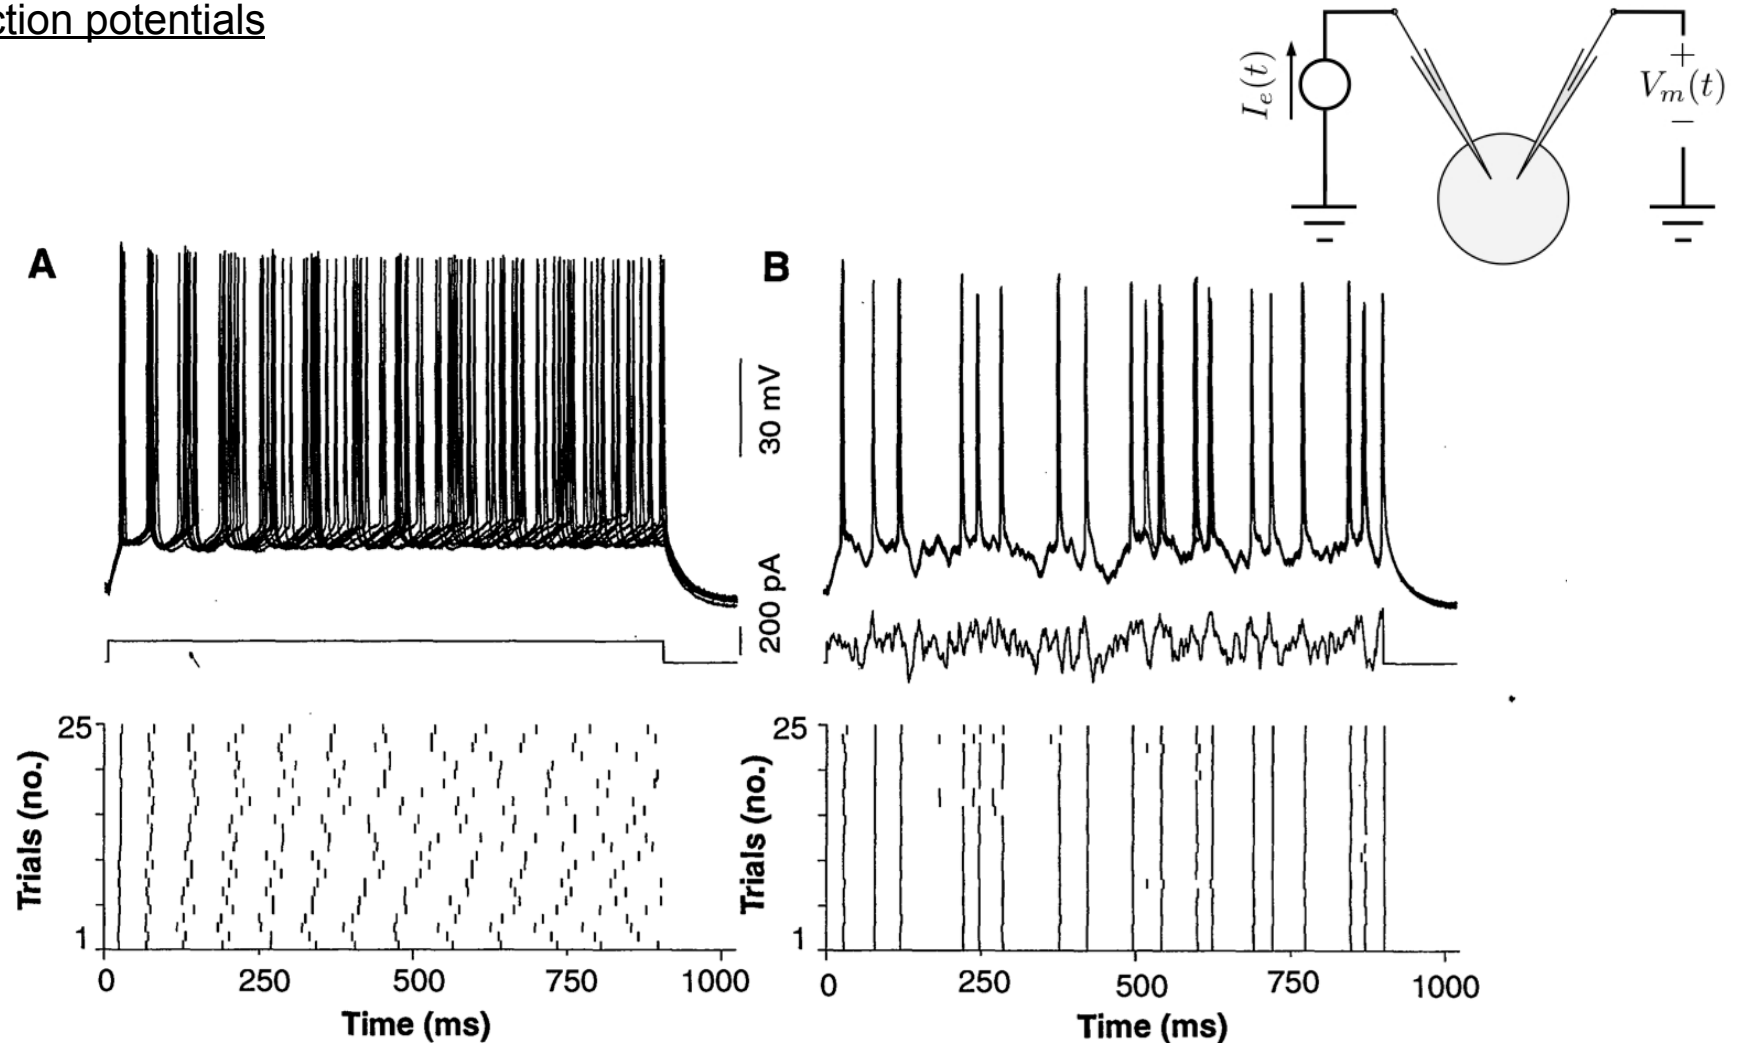 ction potentials
I_e(t)
+
V_m(t)
−
A
B
30 mV
200 pA
25
1
Trials (no.)
0 250 500 750 1000
Time (ms)
25
1
Trials (no.)
0 250 500 750 1000
Time (ms)